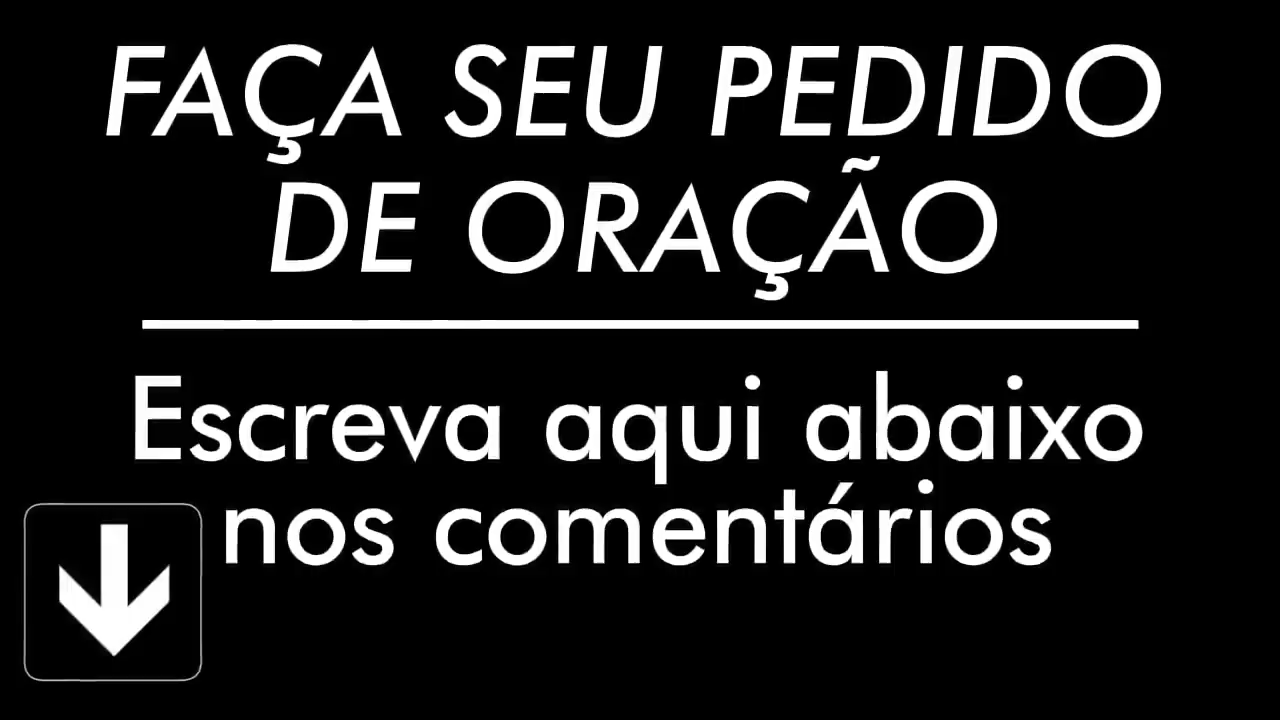 FAÇA SEU PEDIDO
DE ORAÇÃO
Escreva aqui abaixo
nos comentários